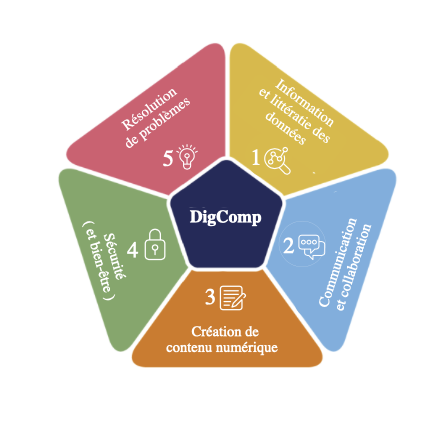 DigComp
Information
et littératie des
données
1
2
Communication
et collaboration
3
Création de
contenu numérique
4
Sécurité
( et bien-être )
5
Résolution
de problèmes